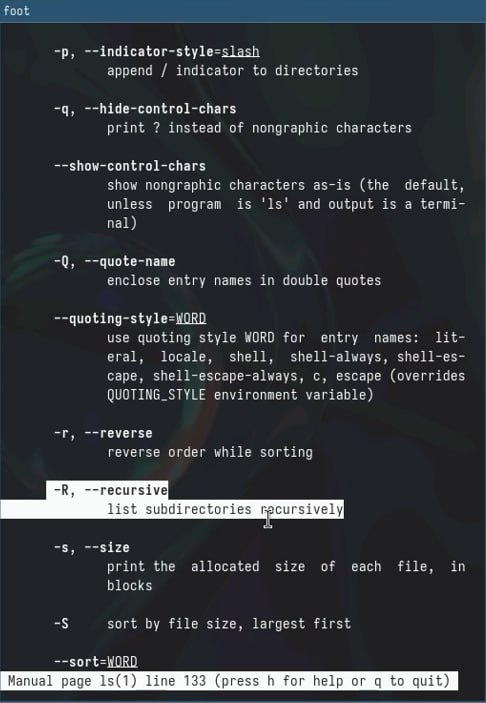 foot
-p, --indicator-style=slash
append / indicator to directories
-q, --hide-control-chars
print ? instead of nongraphic characters
--show-control-chars
show nongraphic characters as-is (the default,
unless program is 'ls' and output is a termi-
nal)
-Q, --quote-name
enclose entry names in double quotes
--quoting-style=WORD
use quoting style WORD for entry names: lit-
eral, locale, shell, shell-always, shell-es-
cape, shell-escape-always, c, escape (overrides
QUOTING_STYLE environment variable)
-r, --reverse
reverse order while sorting
-R, --recursive
list subdirectories recursively
-s, --size
print the allocated size of each file, in
blocks
-S sort by file size, largest first
--sort=WORD
Manual page ls(1) line 133 (press h for help or q to quit)